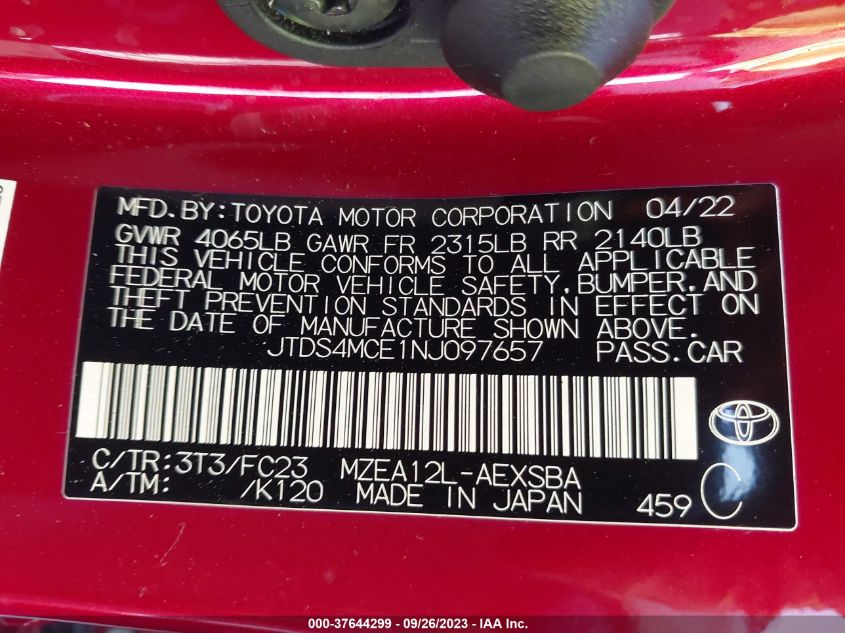 MFD. BY: TOYOTA MOTOR CORPORATION 04/22
GVWR 4065LB GAWR FR 2315LB RR 2140LB
THIS VEHICLE CONFORMS TO ALL APPLICABLE
FEDERAL MOTOR VEHICLE SAFETY, BUMPER, AND
THEFT PREVENTION STANDARDS IN EFFECT ON
THE DATE OF MANUFACTURE SHOWN ABOVE.
JTDS4MCE1NJ097657 PASS. CAR
C/TR: 3T3/FC23 MZEA12L-AEXSBA
A/TM: /K120 MADE IN JAPAN 459 C
000-37644299 - 09/26/2023 - IAA Inc.